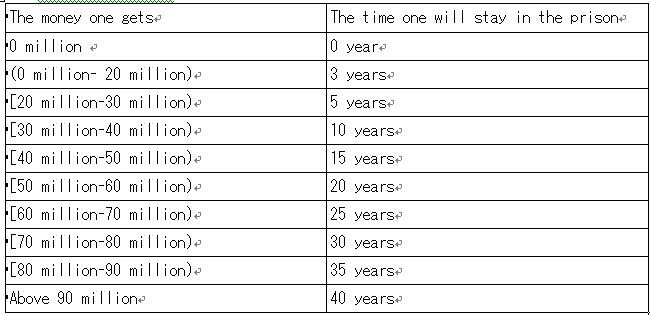 The money one gets The time one will stay in the prison
0 million 0 year
(0 million- 20 million) 3 years
[20 million-30 million) 5 years
[30 million-40 million) 10 years
[40 million-50 million) 15 years
[50 million-60 million) 20 years
[60 million-70 million) 25 years
[70 million-80 million) 30 years
[80 million-90 million) 35 years
Above 90 million 40 years